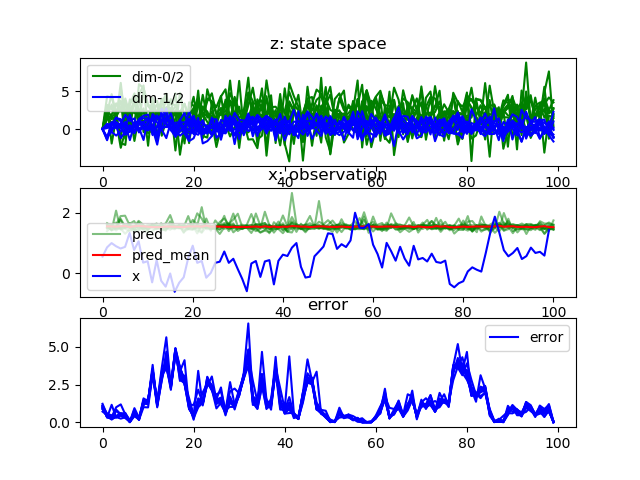 z: state space
dim-0/2
dim-1/2
5
0
0 20 40 60 80 100
x: observation
pred
pred_mean
x
2
0
0 20 40 60 80 100
error
error
5.0
2.5
0.0
0 20 40 60 80 100